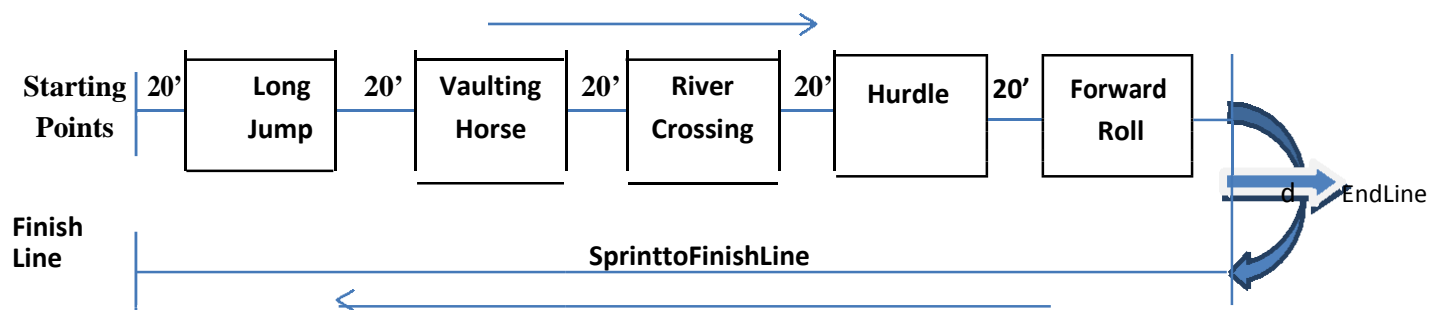 Starting
Points
20’
Long
Jump
20’
Vaulting
Horse
20’
River
Crossing
20’
Hurdle
20’
Forward
Roll
d
EndLine
Finish
Line
SprinttoFinishLine